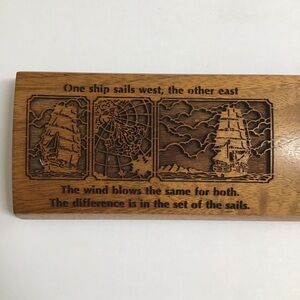 One ship sails west, the other east
The wind blows the same for both.
The difference is in the set of the sails.